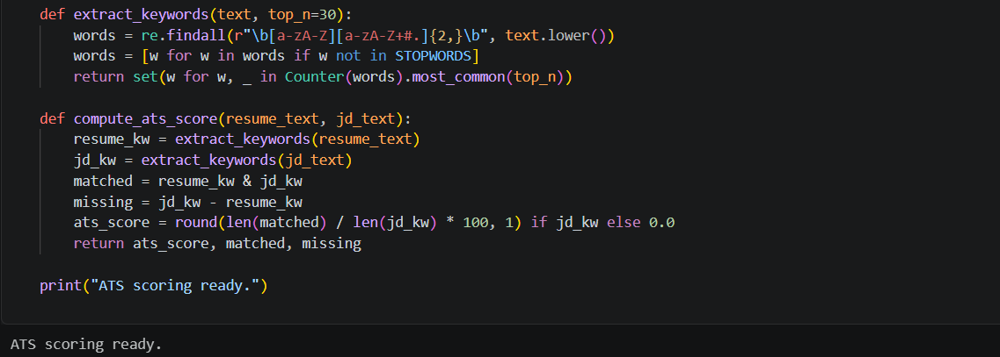 def extract_keywords(text, top_n=30):
    words = re.findall(r"\b[a-zA-Z][a-zA-Z+#.]{2,}\b", text.lower())
    words = [w for w in words if w not in STOPWORDS]
    return set(w for w, _ in Counter(words).most_common(top_n))

def compute_ats_score(resume_text, jd_text):
    resume_kw = extract_keywords(resume_text)
    jd_kw = extract_keywords(jd_text)
    matched = resume_kw & jd_kw
    missing = jd_kw - resume_kw
    ats_score = round(len(matched) / len(jd_kw) * 100, 1) if jd_kw else 0.0
    return ats_score, matched, missing

print("ATS scoring ready.")

ATS scoring ready.